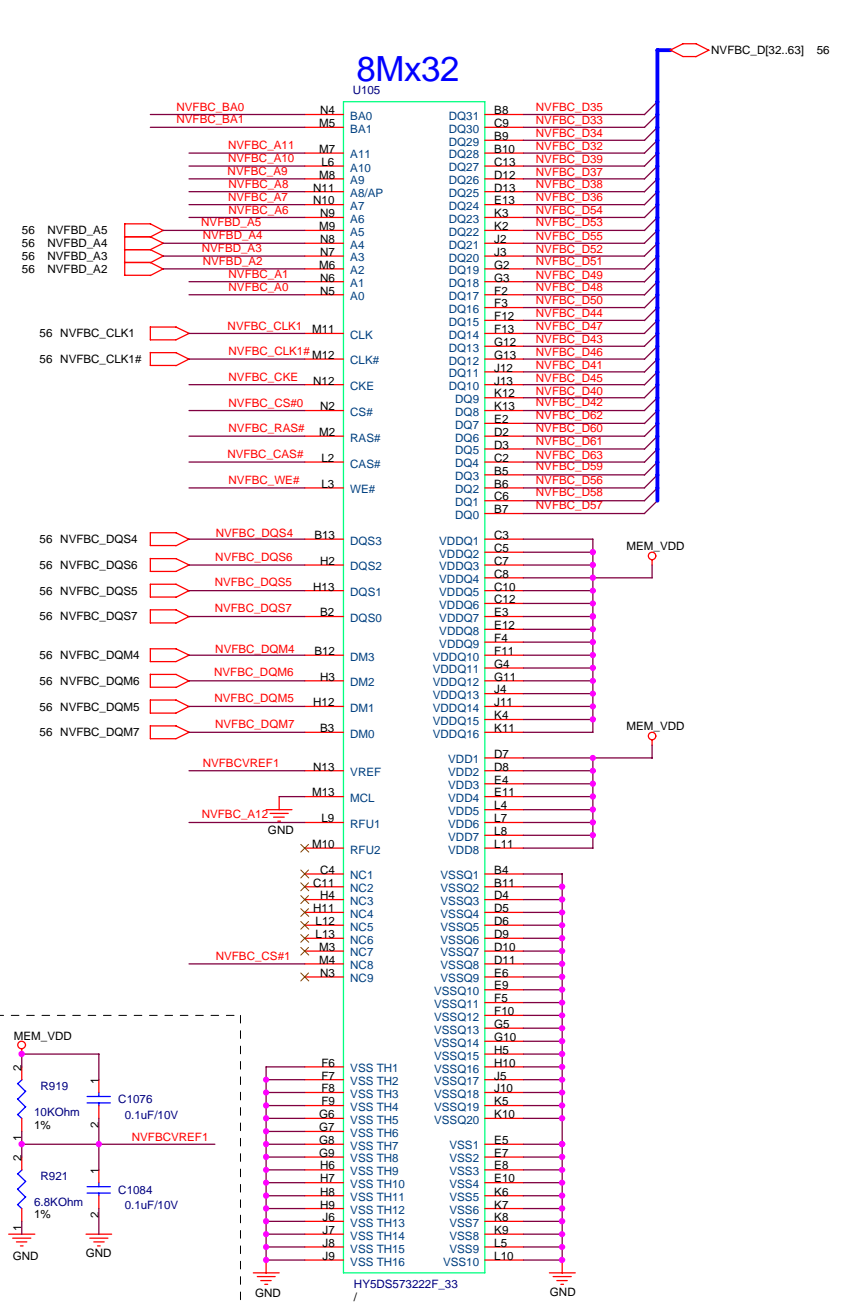 8Mx32
U105
NVFBC_D[32..63] 56
NVFBC_BA0 N4 BA0
NVFBC_BA1 M5 BA1
NVFBC_A11 M7 A11
NVFBC_A10 L6 A10
NVFBC_A9 M8 A9
NVFBC_A8 N11 A8/AP
NVFBC_A7 N10 A7
NVFBC_A6 N9 A6
56 NVFBD_A5 NVFBD_A5 M9 A5
56 NVFBD_A4 NVFBD_A4 N8 A4
56 NVFBD_A3 NVFBD_A3 N7 A3
56 NVFBD_A2 NVFBD_A2 M6 A2
NVFBC_A1 N6 A1
NVFBC_A0 N5 A0
56 NVFBC_CLK1 NVFBC_CLK1 M11 CLK
56 NVFBC_CLK1# NVFBC_CLK1# M12 CLK#
NVFBC_CKE N12 CKE
NVFBC_CS#0 N2 CS#
NVFBC_RAS# M2 RAS#
NVFBC_CAS# L2 CAS#
NVFBC_WE# L3 WE#
56 NVFBC_DQS4 NVFBC_DQS4 B13 DQS3
56 NVFBC_DQS6 NVFBC_DQS6 H2 DQS2
56 NVFBC_DQS5 NVFBC_DQS5 H13 DQS1
56 NVFBC_DQS7 NVFBC_DQS7 B2 DQS0
56 NVFBC_DQM4 NVFBC_DQM4 B12 DM3
56 NVFBC_DQM6 NVFBC_DQM6 H3 DM2
56 NVFBC_DQM5 NVFBC_DQM5 H12 DM1
56 NVFBC_DQM7 NVFBC_DQM7 B3 DM0
NVFBCVREF1 N13 VREF
M13 MCL
GND
NVFBC_A12 L9 RFU1
M10 RFU2
C4 NC1
C11 NC2
H4 NC3
H11 NC4
L12 NC5
L13 NC6
M3 NC7
NVFBC_CS#1 M4 NC8
N3 NC9
F6 VSS TH1
F7 VSS TH2
F8 VSS TH3
F9 VSS TH4
G6 VSS TH5
G7 VSS TH6
G8 VSS TH7
G9 VSS TH8
H6 VSS TH9
H7 VSS TH10
H8 VSS TH11
H9 VSS TH12
J6 VSS TH13
J7 VSS TH14
J8 VSS TH15
J9 VSS TH16
GND
DQ31 B8 NVFBC_D35
DQ30 C9 NVFBC_D33
DQ29 B9 NVFBC_D34
DQ28 B10 NVFBC_D32
DQ27 C13 NVFBC_D39
DQ26 D12 NVFBC_D37
DQ25 D13 NVFBC_D38
DQ24 E13 NVFBC_D36
DQ23 K3 NVFBC_D54
DQ22 K2 NVFBC_D53
DQ21 J2 NVFBC_D55
DQ20 J3 NVFBC_D52
DQ19 G2 NVFBC_D51
DQ18 G3 NVFBC_D49
DQ17 F2 NVFBC_D48
DQ16 F3 NVFBC_D50
DQ15 F12 NVFBC_D44
DQ14 F13 NVFBC_D47
DQ13 G12 NVFBC_D43
DQ12 G13 NVFBC_D46
DQ11 J12 NVFBC_D41
DQ10 J13 NVFBC_D45
DQ9 K12 NVFBC_D40
DQ8 K13 NVFBC_D42
DQ7 E2 NVFBC_D62
DQ6 D2 NVFBC_D60
DQ5 D3 NVFBC_D61
DQ4 C2 NVFBC_D63
DQ3 B5 NVFBC_D59
DQ2 B6 NVFBC_D56
DQ1 C6 NVFBC_D58
DQ0 B7 NVFBC_D57
VDDQ1 C3
VDDQ2 C5
VDDQ3 C7
VDDQ4 C8
VDDQ5 C10
VDDQ6 C12
VDDQ7 E3
VDDQ8 E12
VDDQ9 F4
VDDQ10 F11
VDDQ11 G4
VDDQ12 G11
VDDQ13 J4
VDDQ14 J11
VDDQ15 K4
VDDQ16 K11
MEM_VDD
VDD1 D7
VDD2 D8
VDD3 E4
VDD4 E11
VDD5 L4
VDD6 L7
VDD7 L8
VDD8 L11
MEM_VDD
VSSQ1 B4
VSSQ2 B11
VSSQ3 D4
VSSQ4 D5
VSSQ5 D6
VSSQ6 D9
VSSQ7 D10
VSSQ8 D11
VSSQ9 E6
VSSQ10 E9
VSSQ11 F5
VSSQ12 F10
VSSQ13 G5
VSSQ14 G10
VSSQ15 H5
VSSQ16 H10
VSSQ17 J5
VSSQ18 J10
VSSQ19 K5
VSSQ20 K10
VSS1 E5
VSS2 E7
VSS3 E8
VSS4 E10
VSS5 K6
VSS6 K7
VSS7 K8
VSS8 K9
VSS9 L5
VSS10 L10
GND
HY5DS573222F_33
/
MEM_VDD
2 1
R919 C1076
10KOhm 0.1uF/10V
1%
1 2
NVFBCVREF1
2 1
R921 C1084
6.8KOhm 0.1uF/10V
1%
1 2
GND GND